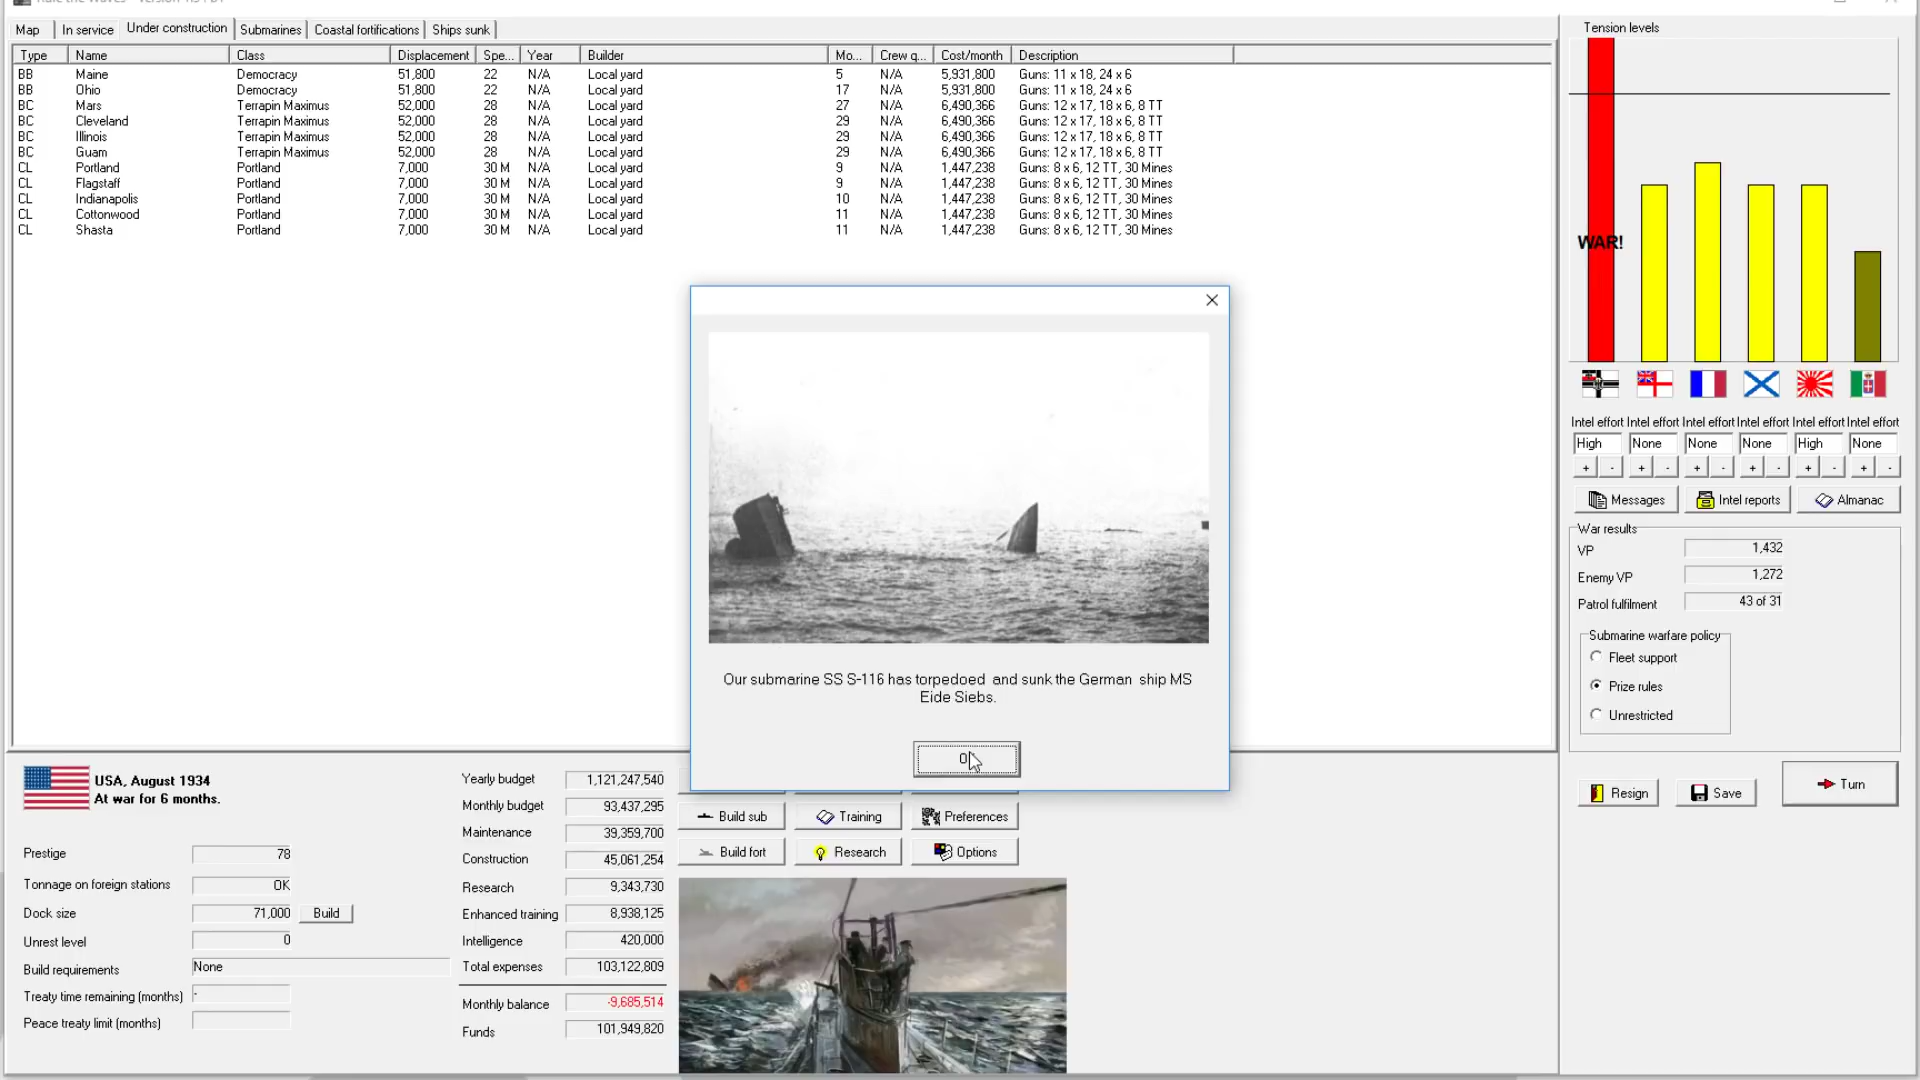 Map In service Under construction Submarines Coastal fortifications Ships sunk
Type Name Class Displacement Spe... Year Builder Mo... Crew q... Cost/month Description
BB Maine Democracy 51,800 22 N/A Local yard 5 N/A 5,931,800 Guns: 11 x 18, 24 x 6
BB Ohio Democracy 51,800 22 N/A Local yard 17 N/A 5,931,800 Guns: 11 x 18, 24 x 6
BC Mars Terrapin Maximus 52,000 28 N/A Local yard 27 N/A 6,490,366 Guns: 12 x 17, 18 x 6, 8 TT
BC Cleveland Terrapin Maximus 52,000 28 N/A Local yard 29 N/A 6,490,366 Guns: 12 x 17, 18 x 6, 8 TT
BC Illinois Terrapin Maximus 52,000 28 N/A Local yard 29 N/A 6,490,366 Guns: 12 x 17, 18 x 6, 8 TT
BC Guam Terrapin Maximus 52,000 28 N/A Local yard 29 N/A 6,490,366 Guns: 12 x 17, 18 x 6, 8 TT
CL Portland Portland 7,000 30 M N/A Local yard 9 N/A 1,447,238 Guns: 8 x 6, 12 TT, 30 Mines
CL Flagstaff Portland 7,000 30 M N/A Local yard 9 N/A 1,447,238 Guns: 8 x 6, 12 TT, 30 Mines
CL Indianapolis Portland 7,000 30 M N/A Local yard 10 N/A 1,447,238 Guns: 8 x 6, 12 TT, 30 Mines
CL Cottonwood Portland 7,000 30 M N/A Local yard 11 N/A 1,447,238 Guns: 8 x 6, 12 TT, 30 Mines
CL Shasta Portland 7,000 30 M N/A Local yard 11 N/A 1,447,238 Guns: 8 x 6, 12 TT, 30 Mines
Our submarine SS S-116 has torpedoed and sunk the German ship MS
Eide Siebs.
Tension levels
WAR!
Intel effort Intel effort Intel effort Intel effort Intel effort Intel effort
High None None None High None
+ - + - + - + - + - + -
Messages Intel reports Almanac
War results
VP 1,432
Enemy VP 1,272
Patrol fulfilment 43 of 31
Submarine warfare policy
Fleet support
Prize rules
Unrestricted
Resign Save Turn
USA, August 1934
At war for 6 months.
Prestige 78
Tonnage on foreign stations OK
Dock size 71,000 Build
Unrest level 0
Build requirements None
Treaty time remaining (months) -
Peace treaty limit (months)
Yearly budget 1,121,247,540
Monthly budget 93,437,295
Maintenance 39,359,700
Construction 45,061,254
Research 9,343,730
Enhanced training 8,938,125
Intelligence 420,000
Total expenses 103,122,809
Monthly balance -9,685,514
Funds 101,949,820
Build sub Training Preferences
Build fort Research Options